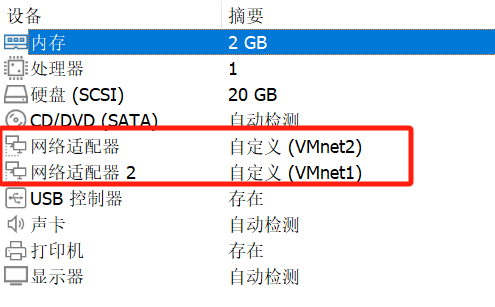 设备 摘要
内存 2 GB
处理器 1
硬盘 (SCSI) 20 GB
CD/DVD (SATA) 自动检测
网络适配器 自定义 (VMnet2)
网络适配器 2 自定义 (VMnet1)
USB 控制器 存在
声卡 自动检测
打印机 存在
显示器 自动检测